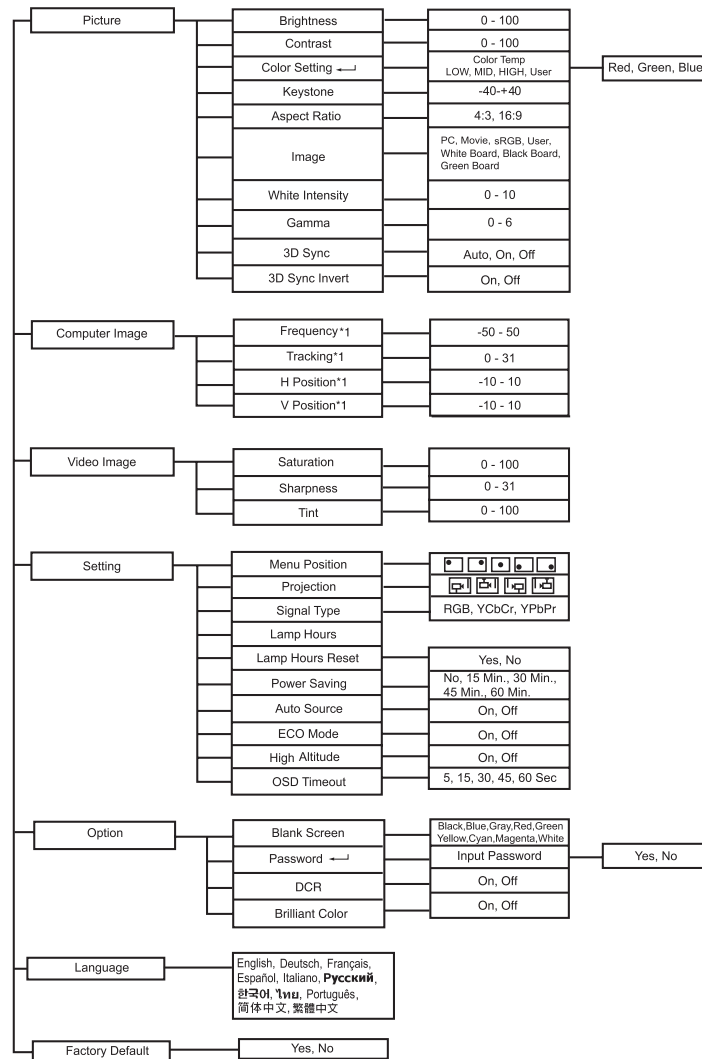 Picture
Brightness
0 - 100
Contrast
0 - 100
Color Setting ↵
Color Temp
LOW, MID, HIGH, User
Red, Green, Blue
Keystone
-40-+40
Aspect Ratio
4:3, 16:9
Image
PC, Movie, sRGB, User,
White Board, Black Board,
Green Board
White Intensity
0 - 10
Gamma
0 - 6
3D Sync
Auto, On, Off
3D Sync Invert
On, Off
Computer Image
Frequency*1
-50 - 50
Tracking*1
0 - 31
H Position*1
-10 - 10
V Position*1
-10 - 10
Video Image
Saturation
0 - 100
Sharpness
0 - 31
Tint
0 - 100
Setting
Menu Position
Projection
Signal Type
RGB, YCbCr, YPbPr
Lamp Hours
Lamp Hours Reset
Yes, No
Power Saving
No, 15 Min., 30 Min.,
45 Min., 60 Min.
Auto Source
On, Off
ECO Mode
On, Off
High Altitude
On, Off
OSD Timeout
5, 15, 30, 45, 60 Sec
Option
Blank Screen
Black,Blue,Gray,Red,Green
Yellow,Cyan,Magenta,White
Password ↵
Input Password
Yes, No
DCR
On, Off
Brilliant Color
On, Off
Language
English, Deutsch, Français,
Español, Italiano, Русский,
한국어, ไทย, Português,
简体中文, 繁體中文
Factory Default
Yes, No